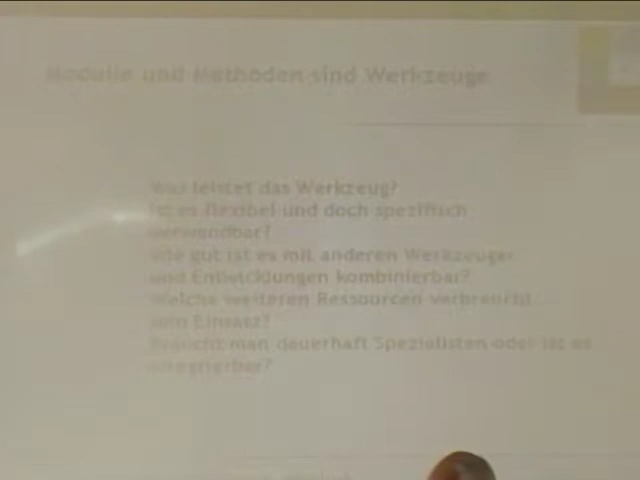 Module und Methoden sind Werkzeuge
Was leistet das Werkzeug?
Ist es flexibel und doch spezifisch
verwendbar?
Wie gut ist es mit anderen Werkzeugen
und Entwicklungen kombinierbar?
Welche weiteren Ressourcen verbraucht
sein Einsatz?
Braucht man dauerhaft Spezialisten oder ist es
integrierbar?